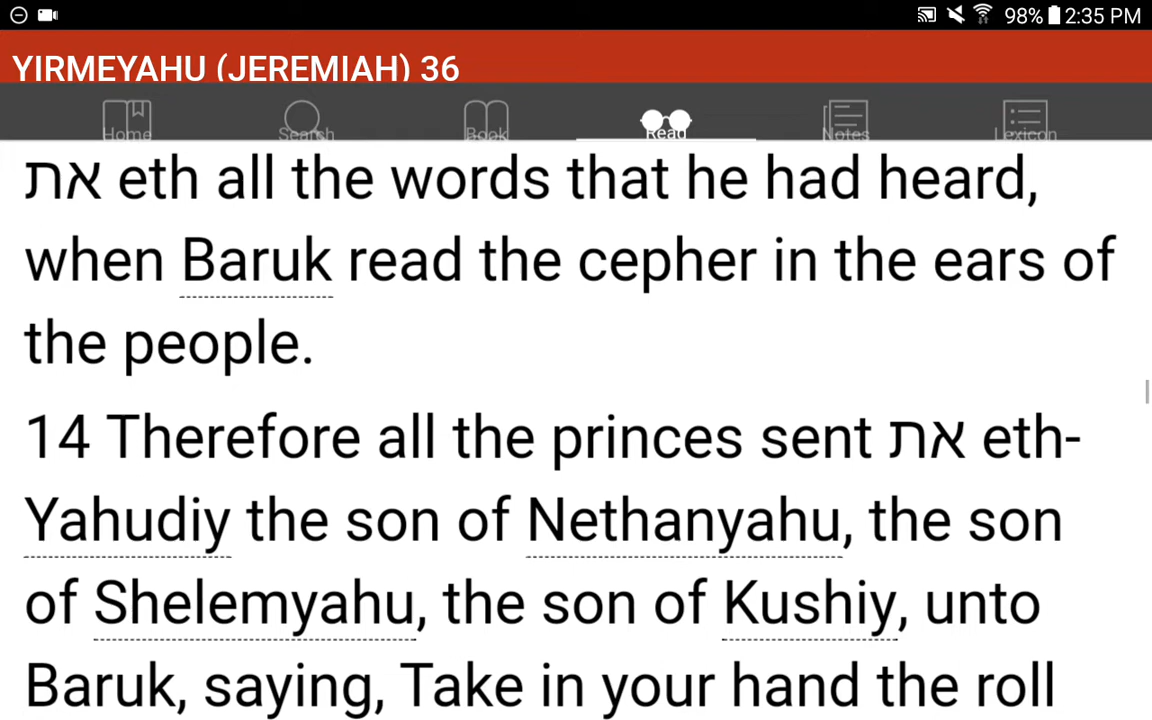 98% 2:35 PM
YIRMEYAHU (JEREMIAH) 36
Home Search Book Read Notes Lexicon
את eth all the words that he had heard,
when Baruk read the cepher in the ears of
the people.
14 Therefore all the princes sent את eth-
Yahudiy the son of Nethanyahu, the son
of Shelemyahu, the son of Kushiy, unto
Baruk, saying, Take in your hand the roll